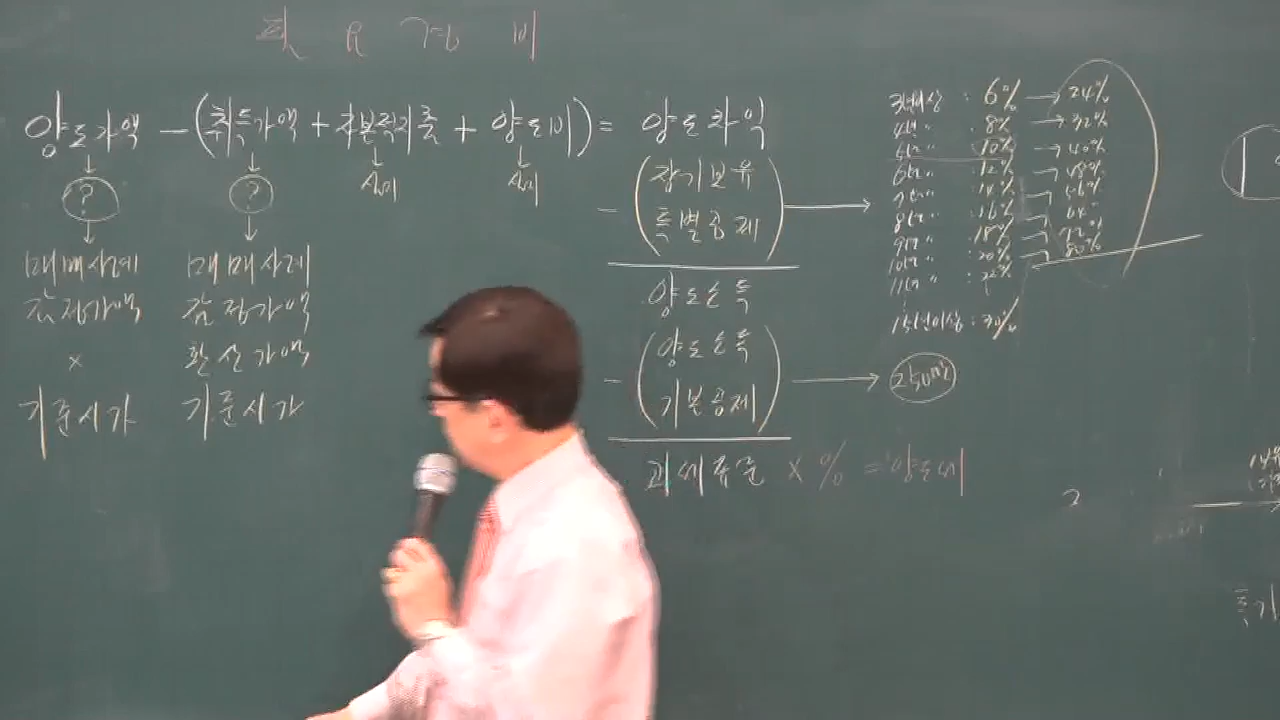 양도가액 - (취득가액 + 자본적지출 + 양도비) = 양도차익
↓ ↓ ↓ ↓
? ? 실비 실비
↓ ↓
매매사례 매매사례
감정가액 감정가액
× 환산가액
기준시가 기준시가
- (장기보유
특별공제) →
양도소득
- (양도소득
기본공제) → 250만
과세표준 × % = 양도세
3년이상 : 6% → 24%
4년 〃 8% → 32%
5년 〃 10% → 40%
6년 〃 12% → 48%
7년 〃 14% → 56%
8년 〃 16% → 64
9년 〃 : 18% → 72%
10년 〃 : 20% → 80%
11년 〃 : 22%
15년이상 : 30%
2